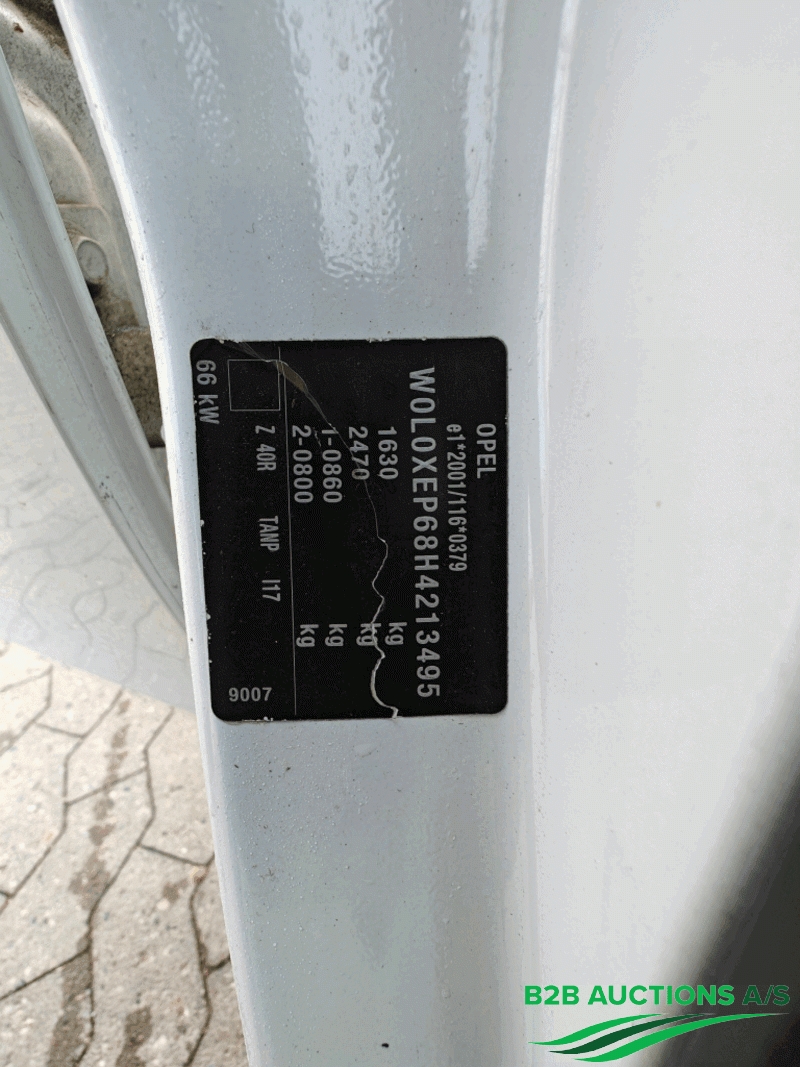 OPEL
e1*2001/116*0379
W0L0XEP68H4213495
1630 kg
2470 kg
1-0860 kg
2-0800 kg
Z 40R TANP I17
66 kW
9007
B2B AUCTIONS A/S